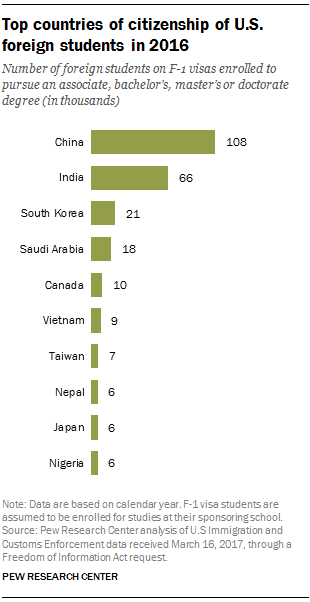 Top countries of citizenship of U.S.
foreign students in 2016
Number of foreign students on F-1 visas enrolled to
pursue an associate, bachelor's, master's or doctorate
degree (in thousands)
China 108
India 66
South Korea 21
Saudi Arabia 18
Canada 10
Vietnam 9
Taiwan 7
Nepal 6
Japan 6
Nigeria 6
Note: Data are based on calendar year. F-1 visa students are
assumed to be enrolled for studies at their sponsoring school.
Source: Pew Research Center analysis of U.S Immigration and
Customs Enforcement data received March 16, 2017, through a
Freedom of Information Act request.
PEW RESEARCH CENTER